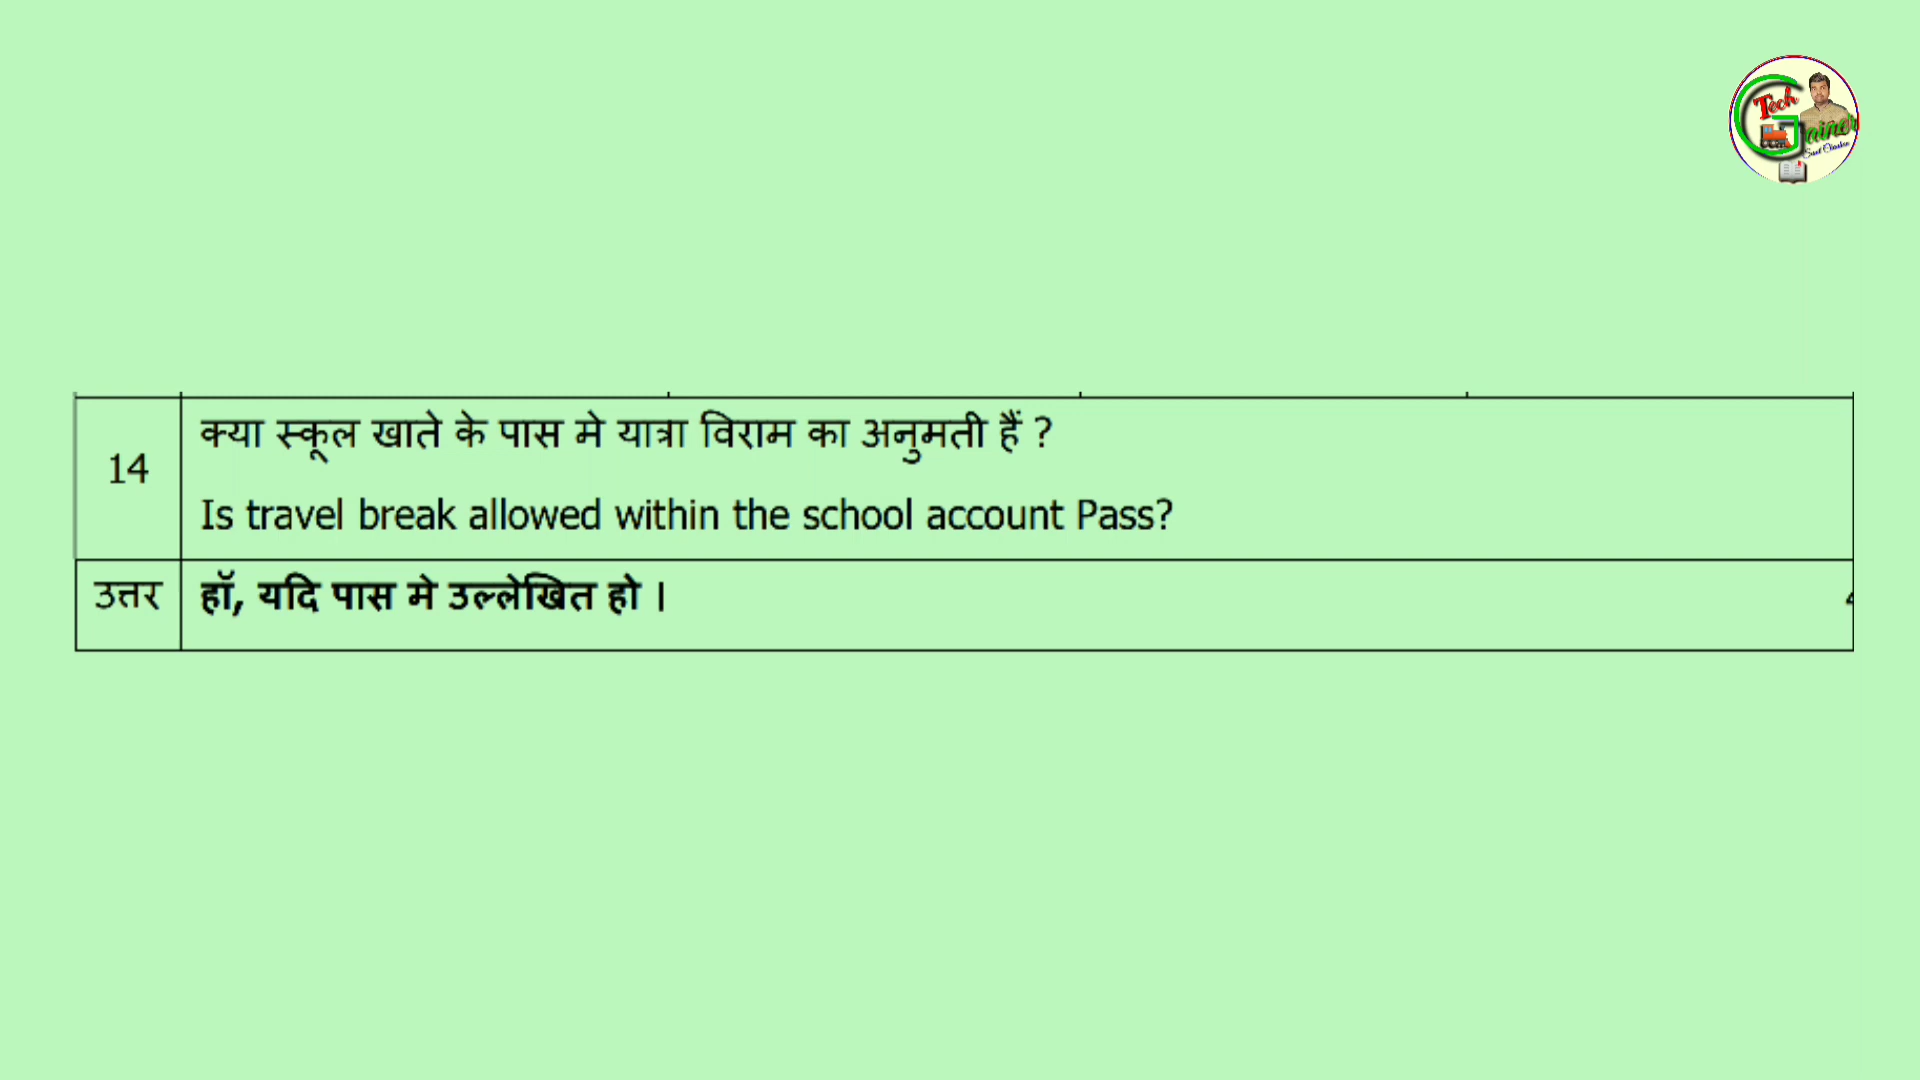 Tech
Gainer
14
क्या स्कूल खाते के पास मे यात्रा विराम का अनुमती हैं ?
Is travel break allowed within the school account Pass?
उत्तर
हॉ, यदि पास मे उल्लेखित हो ।